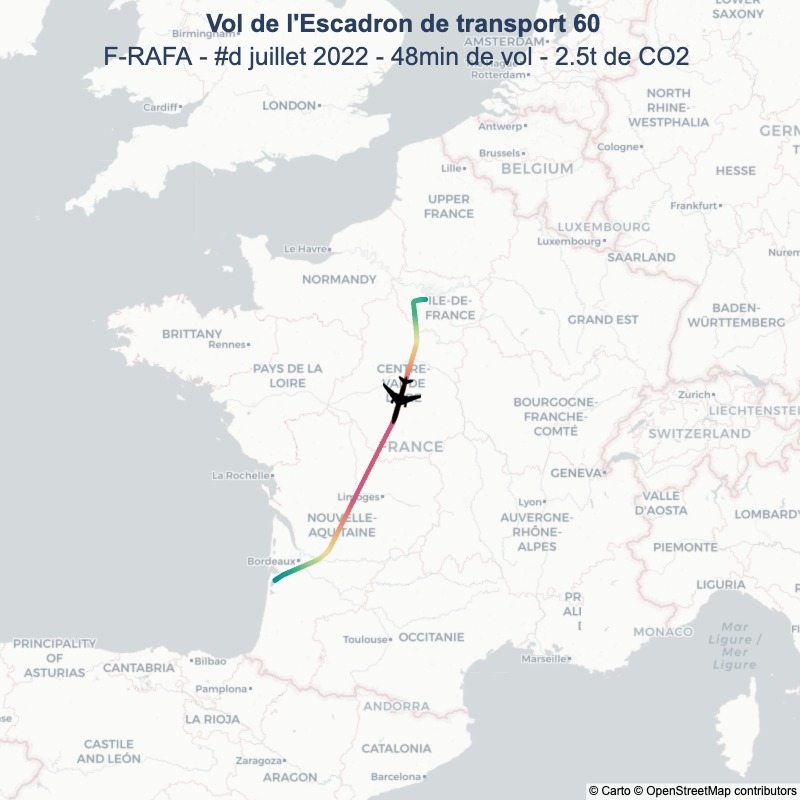 Vol de l'Escadron de transport 60
F-RAFA - #d juillet 2022 - 48min de vol - 2.5t de CO2
LOWER
SAXONY
Birmingham
AMSTERDAM
Rotterdam
Cardiff
LONDON
NORTH
RHINE-
WESTPHALIA
Antwerp
GERM
Brussels
Cologne
Lille
BELGIUM
HESSE
UPPER
FRANCE
Frankfurt
LUXEMBOURG
Luxembourg
Le Havre
SAARLAND
Nurem
NORMANDY
ILE-DE-
FRANCE
GRAND EST
BADEN-
WÜRTTEMBERG
BRITTANY
Rennes
PAYS DE LA
LOIRE
CENTRE-
VAL DE
BOURGOGNE-
FRANCHE-
COMTÉ
Zurich
LIECHTENSTEI
SWITZERLAND
FRANCE
La Rochelle
GENEVA
Limoges
Lyon
VALLE
D'AOSTA
NOUVELLE-
AQUITAINE
AUVERGNE-
RHÔNE-
ALPES
LOMBARDY
PIEMONTE
Bordeaux
LIGURIA
PR
ALI
Mar
Ligure /
Mer
Ligure
MONACO
Toulouse
OCCITANIE
Marseille
PRINCIPALITY
OF
ASTURIAS
CANTABRIA
Bilbao
Pamplona
ANDORRA
LA RIOJA
CASTILE
AND LEÓN
CATALONIA
Zaragoza
ARAGON
Barcelona
© Carto © OpenStreetMap contributors